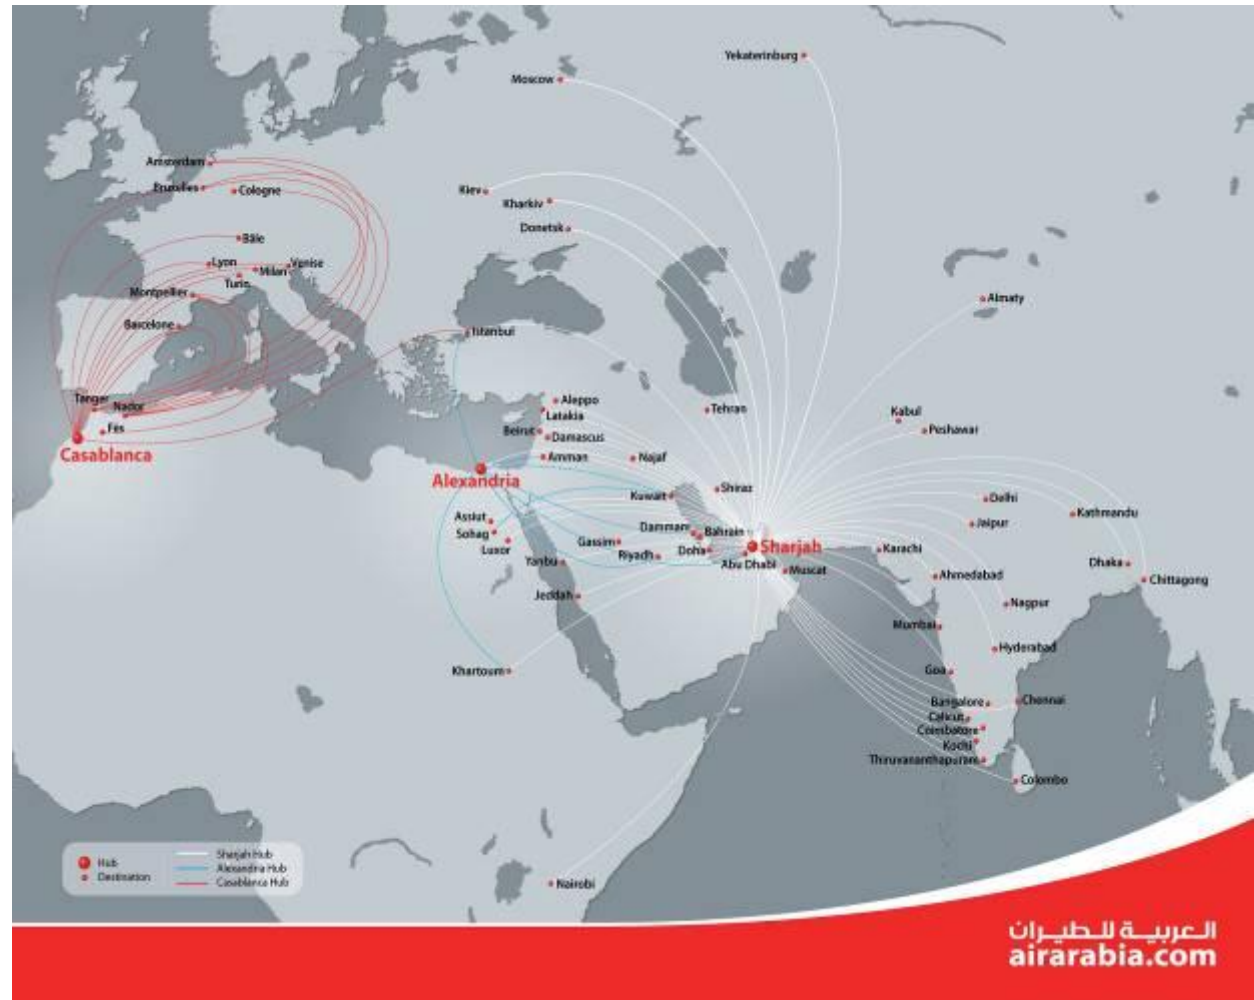 Yekaterinburg
Moscow
Amsterdam
Bruxelles
Cologne
Kiev
Kharkiv
Donetsk
Bâle
Lyon
Milan
Venise
Turin
Montpellier
Almaty
Barcelone
Istanbul
Tanger
Nador
Fès
Casablanca
Aleppo
Latakia
Tehran
Beirut
Damascus
Kabul
Peshawar
Amman
Najaf
Alexandria
Kuwait
Shiraz
Delhi
Kathmandu
Assiut
Sohag
Luxor
Jaipur
Dammam
Bahrain
Gassim
Riyadh
Doha
Sharjah
Abu Dhabi
Muscat
Karachi
Yanbu
Dhaka
Chittagong
Ahmedabad
Jeddah
Nagpur
Mumbai
Hyderabad
Khartoum
Goa
Bangalore
Chennai
Calicut
Coimbatore
Kochi
Thiruvananthapuram
Colombo
Nairobi
Hub
Destination
Sharjah Hub
Alexandria Hub
Casablanca Hub
العربية للطيران
airarabia.com